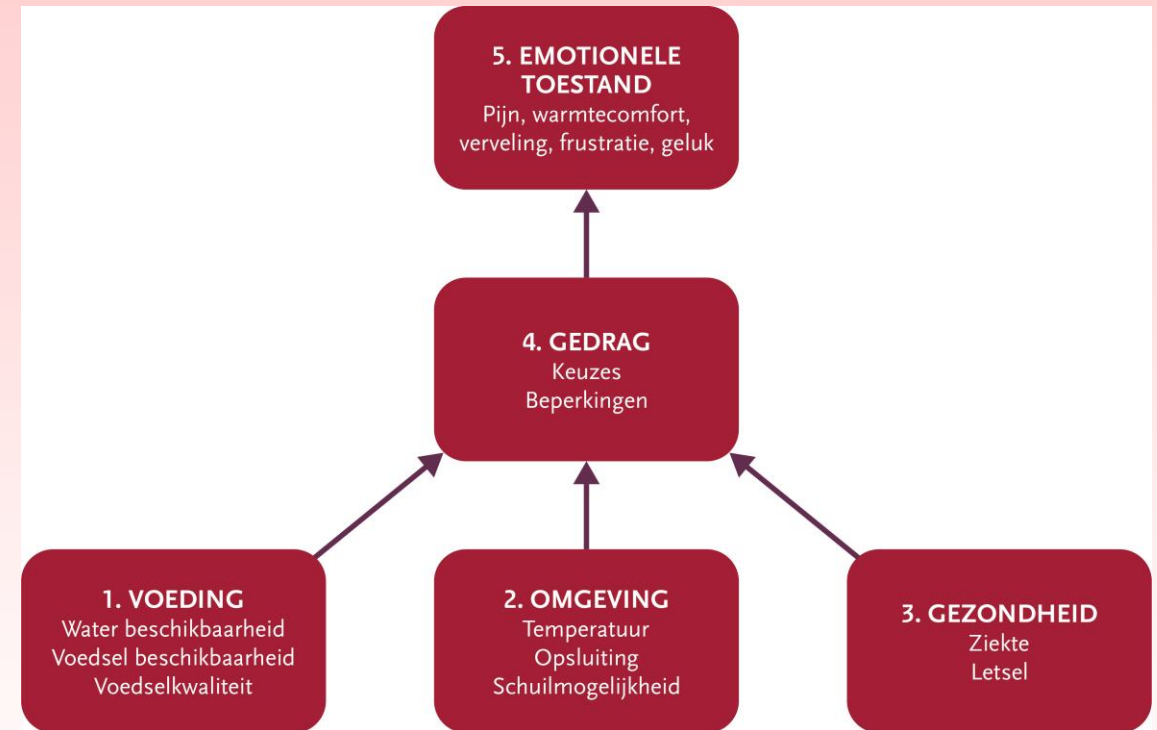 5. EMOTIONELE
TOESTAND
Pijn, warmtecomfort,
verveling, frustratie, geluk
4. GEDRAG
Keuzes
Beperkingen
1. VOEDING
Water beschikbaarheid
Voedsel beschikbaarheid
Voedselkwaliteit
2. OMGEVING
Temperatuur
Opsluiting
Schuilmogelijkheid
3. GEZONDHEID
Ziekte
Letsel